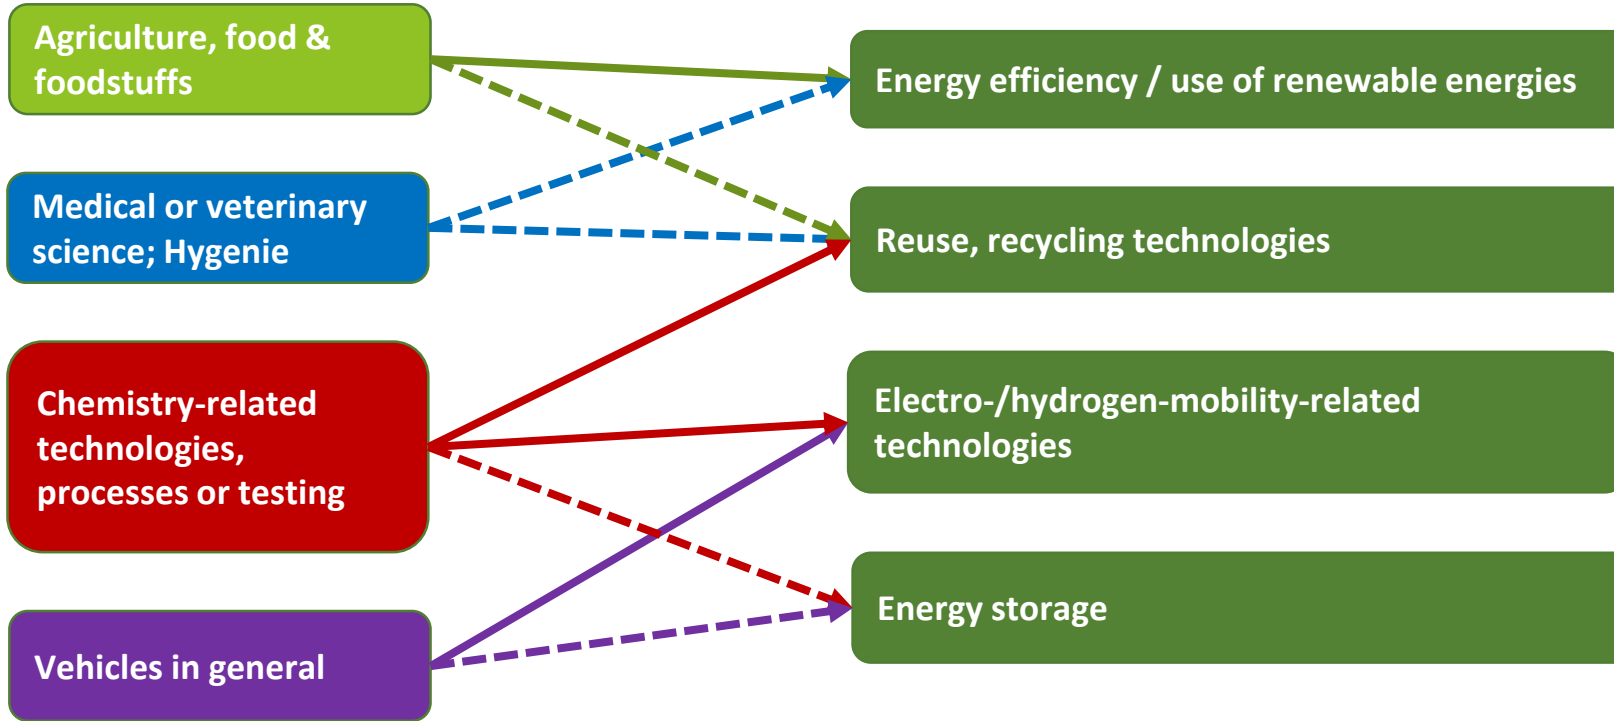 Agriculture, food &
foodstuffs
Medical or veterinary
science; Hygenie
Chemistry-related
technologies,
processes or testing
Vehicles in general
Energy efficiency / use of renewable energies
Reuse, recycling technologies
Electro-/hydrogen-mobility-related
technologies
Energy storage